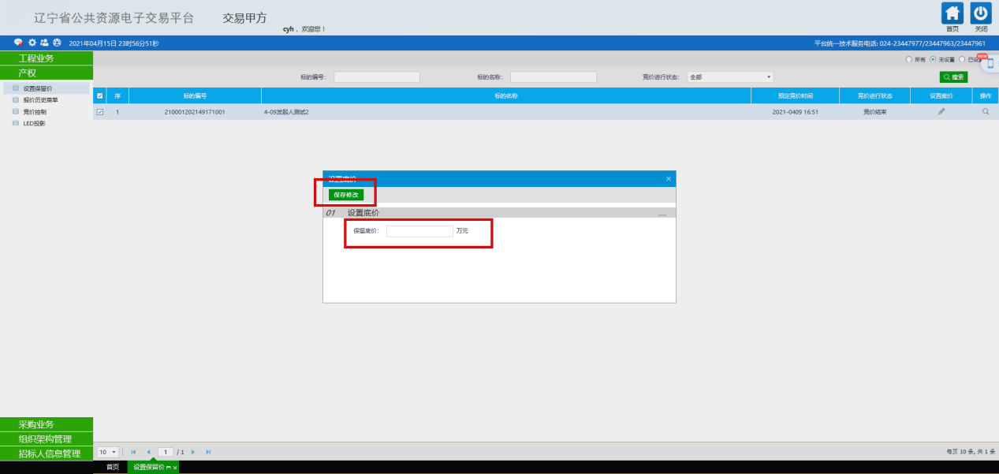 辽宁省公共资源电子交易平台 交易甲方
cyh，欢迎您！
首页 关闭
2021年04月15日 23时56分51秒 平台统一技术服务电话: 024-23447977/23447963/23447961
工程业务
产权
设置保留价
报价历史菜单
竞价控制
LED投影
所有 未设置
标的编号: 标的名称: 竞价进行状态: 全部 搜索
序 标的编号 标的名称 预定竞价时间 竞价进行状态 设置底价 操作
1 210001202149171001 4-09发起人测试2 2021-0409 16:51 竞价结束
设置底价 ×
保存修改
01 设置底价
保留底价: 万元
采购业务
组织架构管理
招标人信息管理
10 1 / 1 每页 10 条, 共 1 条
首页 设置保留价